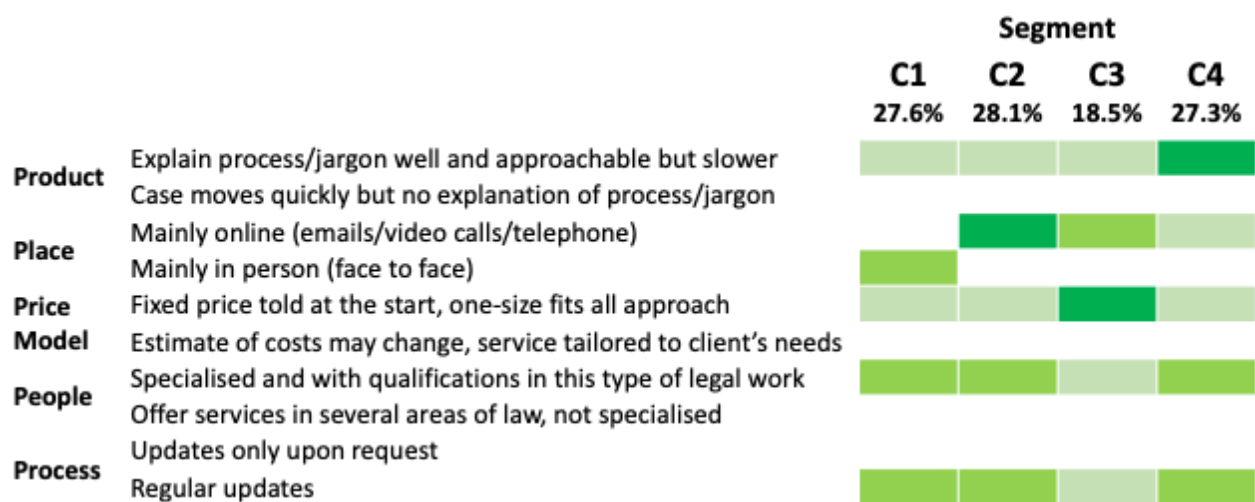 Segment
C1 C2 C3 C4
27.6% 28.1% 18.5% 27.3%
Product
Explain process/jargon well and approachable but slower
Case moves quickly but no explanation of process/jargon
Place
Mainly online (emails/video calls/telephone)
Mainly in person (face to face)
Price Fixed price told at the start, one-size fits all approach
Model Estimate of costs may change, service tailored to client's needs
People
Specialised and with qualifications in this type of legal work
Offer services in several areas of law, not specialised
Process
Updates only upon request
Regular updates